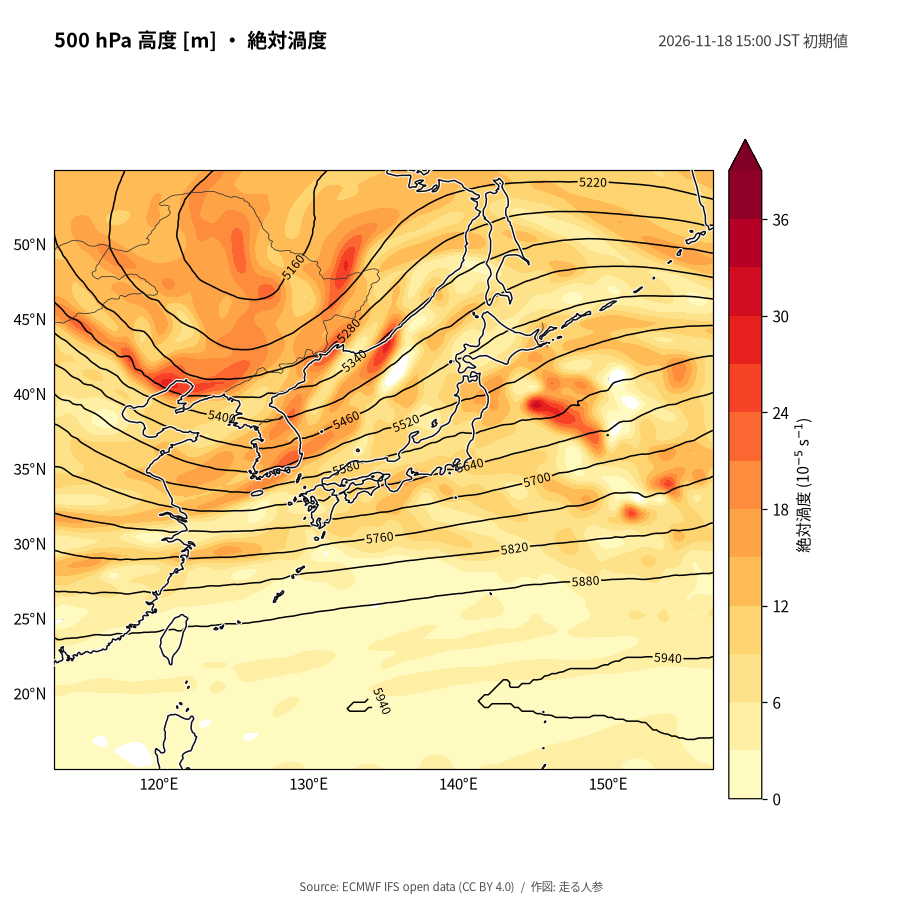 500 hPa 高度 [m] ・ 絶対渦度
2026-11-18 15:00 JST 初期値
5220
5160
5280
5340
5400
5460
5520
5580
5640
5700
5760
5820
5880
5940
5940
50°N
45°N
40°N
35°N
30°N
25°N
20°N
120°E
130°E
140°E
150°E
36
30
24
18
12
6
0
絶対渦度 (10⁻⁵ s⁻¹)
Source: ECMWF IFS open data (CC BY 4.0) / 作図: 走る人参